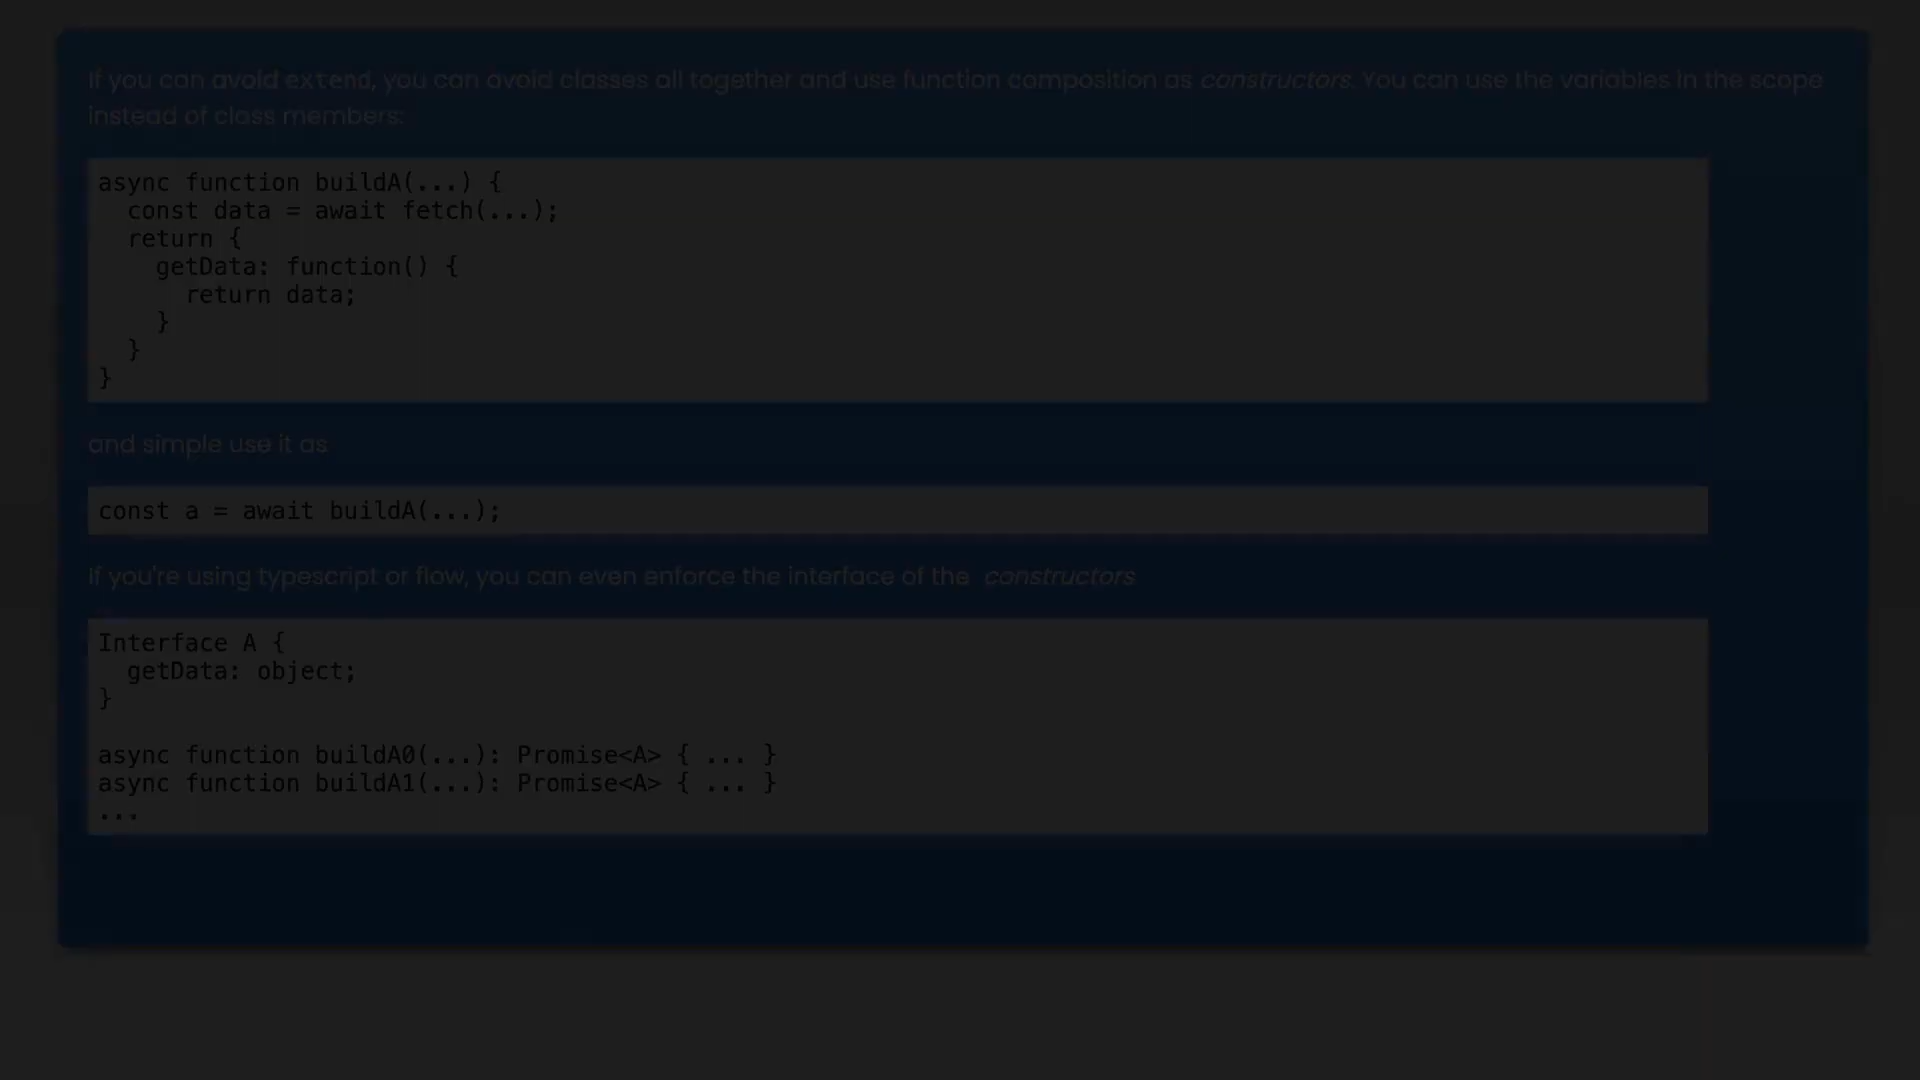 If you can avoid extend, you can avoid classes all together and use function composition as constructors. You can use the variables in the scope
instead of class members:
async function buildA(...) {
  const data = await fetch(...);
  return {
    getData: function() {
      return data;
    }
  }
}
and simple use it as
const a = await buildA(...);
If you're using typescript or flow, you can even enforce the interface of the constructors
Interface A {
  getData: object;
}

async function buildA0(...): Promise<A> { ... }
async function buildA1(...): Promise<A> { ... }
...